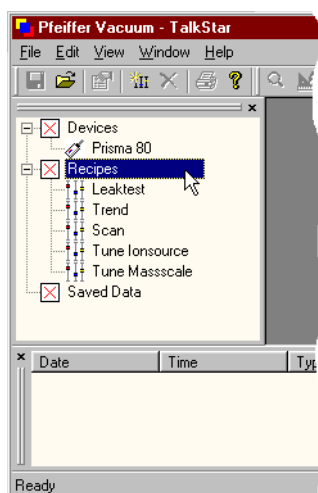 Pfeiffer Vacuum - TalkStar
File Edit View Window Help
Devices
Prisma 80
Recipes
Leaktest
Trend
Scan
Tune Ionsource
Tune Massscale
Saved Data
Date Time Typ
Ready